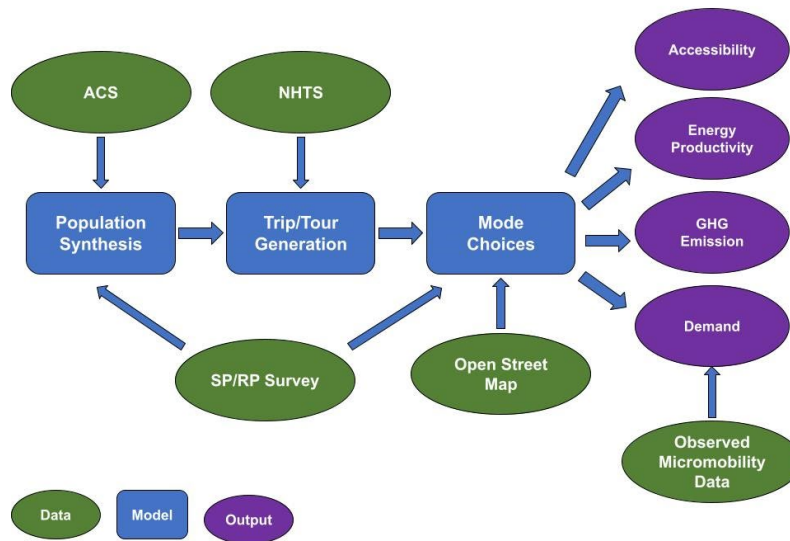 Accessibility
ACS
NHTS
Energy
Productivity
Population
Synthesis
Trip/Tour
Generation
Mode
Choices
GHG
Emission
Demand
SP/RP Survey
Open Street
Map
Observed
Micromobility
Data
Data
Model
Output